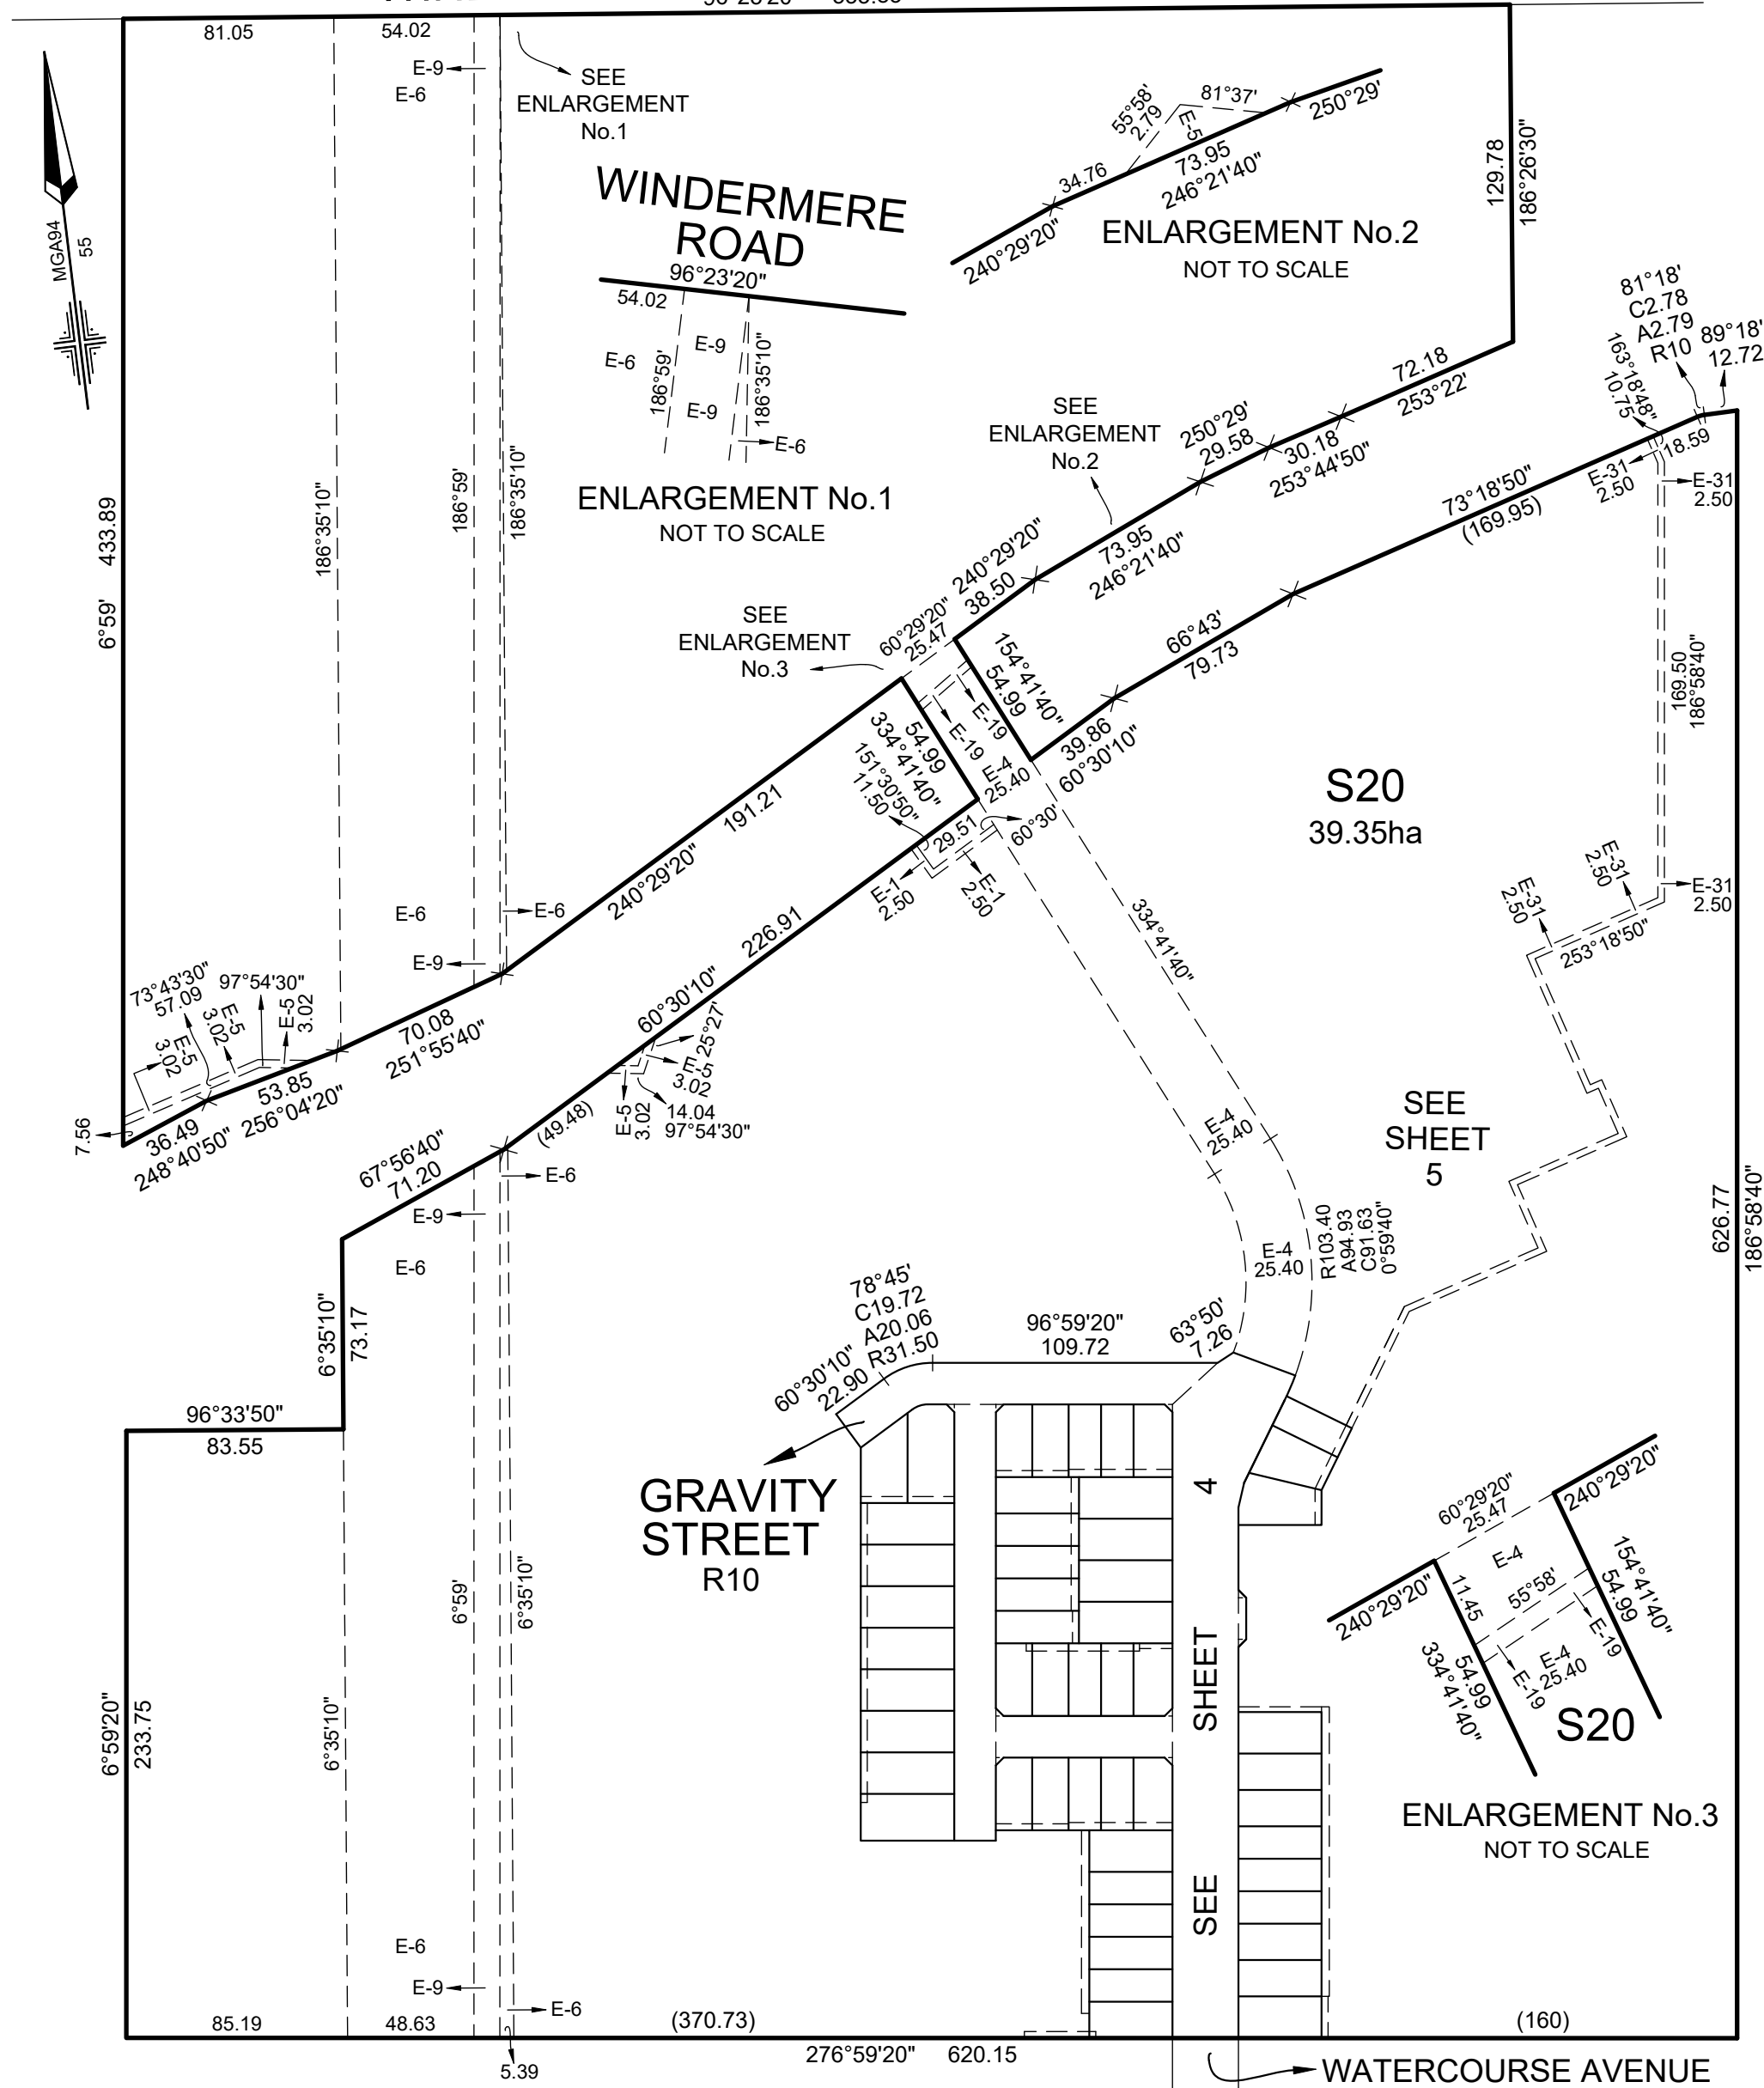 81.05
54.02
E-9
E-6
SEE
ENLARGEMENT
No.1
MGA94
55
WINDERMERE
ROAD
96°23'20"
54.02
E-6
E-9
E-9
186°59'
186°35'10"
E-6
ENLARGEMENT No.1
NOT TO SCALE
55°58'
2.79
81°37'
E-5
250°29'
34.76
73.95
246°21'40"
240°29'20"
ENLARGEMENT No.2
NOT TO SCALE
129.78
186°26'30"
81°18'
C2.78
A2.79
R10
89°18'
12.72
163°18'48"
10.75
18.59
E-31
2.50
E-31
2.50
72.18
253°22'
250°29'
29.58
30.18
253°44'50"
SEE
ENLARGEMENT
No.2
73°18'50"
(169.95)
433.89
6°59'
186°35'10"
186°59'
186°35'10"
240°29'20"
38.50
73.95
246°21'40"
SEE
ENLARGEMENT
No.3
60°29'20"
25.47
154°41'40"
54.99
66°43'
79.73
169.50
186°58'40"
E-19
E-19
54.99
334°41'40"
151°30'50"
11.50
E-4
25.40
39.86
60°30'10"
S20
39.35ha
191.21
240°29'20"
29.51
60°30'
E-1
2.50
E-1
2.50
E-6
E-6
E-9
226.91
60°30'10"
334°41'40"
E-31
2.50
E-31
2.50
E-31
2.50
253°18'50"
73°43'30"
57.09
97°54'30"
E-5
3.02
E-5
3.02
E-5
3.02
70.08
251°55'40"
53.85
256°04'20"
7.56
36.49
248°40'50"
25°27'
E-5
3.02
E-5
3.02
14.04
97°54'30"
(49.48)
67°56'40"
71.20
E-6
E-9
E-6
E-4
25.40
SEE
SHEET
5
626.77
186°58'40"
R103.40
A94.93
C91.63
0°59'40"
E-4
25.40
6°35'10"
73.17
78°45'
C19.72
A20.06
R31.50
60°30'10"
22.90
96°59'20"
109.72
63°50'
7.26
96°33'50"
83.55
GRAVITY
STREET
R10
SEE SHEET 4
60°29'20"
25.47
240°29'20"
E-4
11.45
55°58'
154°41'40"
54.99
240°29'20"
E-19
E-4
25.40
E-19
54.99
334°41'40"
S20
ENLARGEMENT No.3
NOT TO SCALE
6°59'
6°35'10"
6°35'10"
6°59'20"
233.75
E-6
E-9
E-6
85.19
48.63
(370.73)
(160)
5.39
276°59'20" 620.15
WATERCOURSE AVENUE